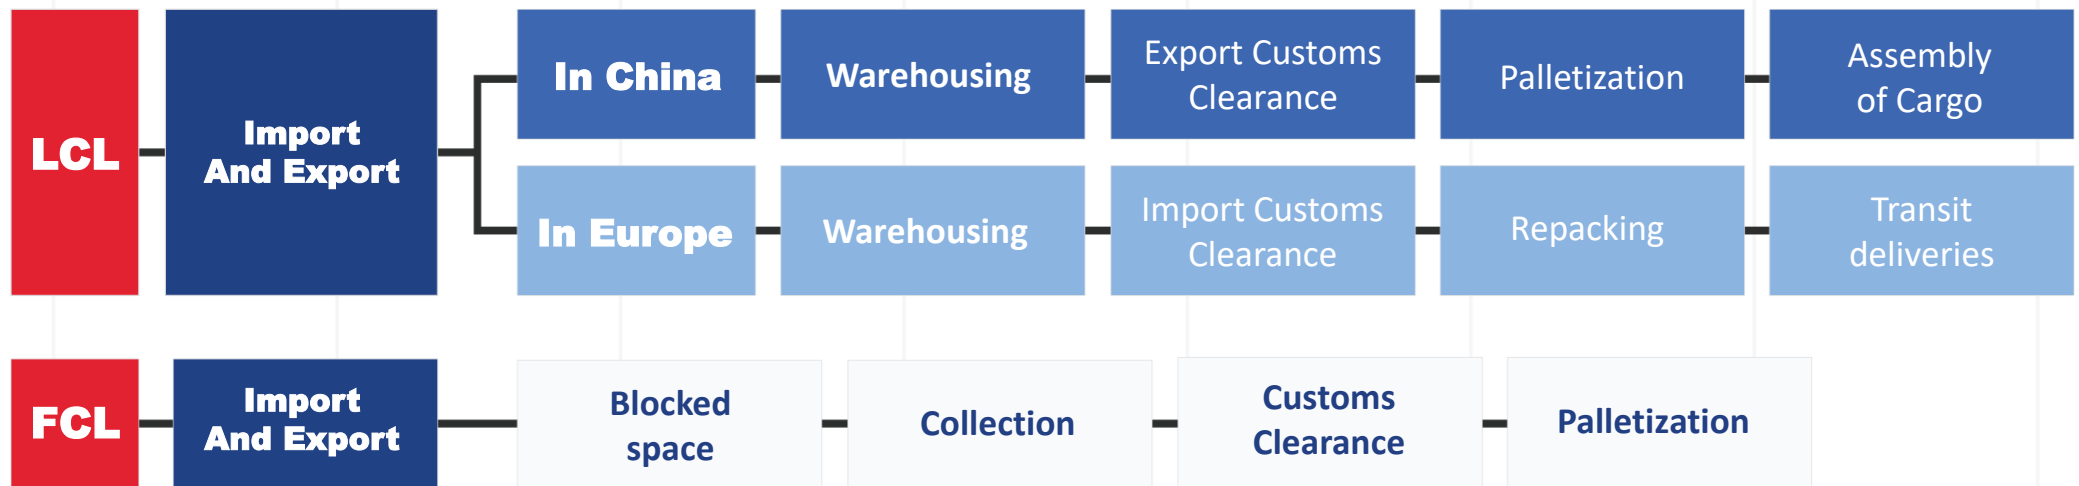 LCL
Import
And Export
In China
Warehousing
Export Customs
Clearance
Palletization
Assembly
of Cargo
In Europe
Warehousing
Import Customs
Clearance
Repacking
Transit
deliveries
FCL
Import
And Export
Blocked
space
Collection
Customs
Clearance
Palletization